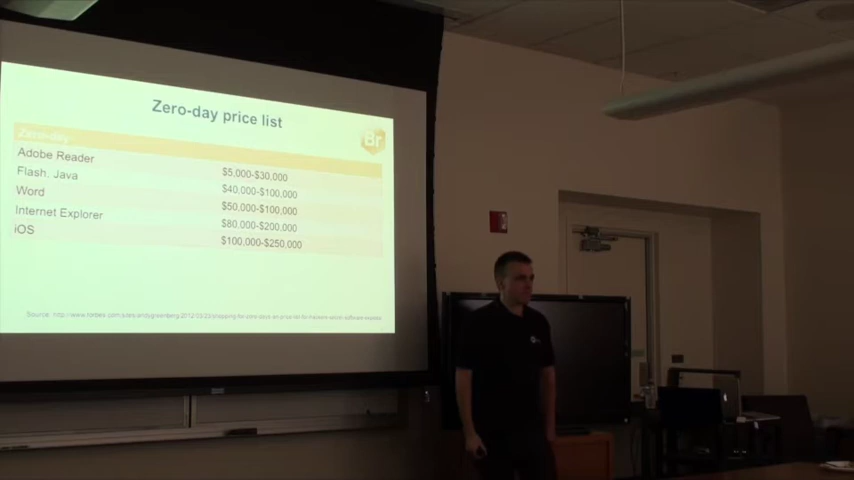 Zero-day price list
Br
Zero-day
Adobe Reader $5,000-$30,000
Flash, Java $40,000-$100,000
Word $50,000-$100,000
Internet Explorer $80,000-$200,000
iOS $100,000-$250,000